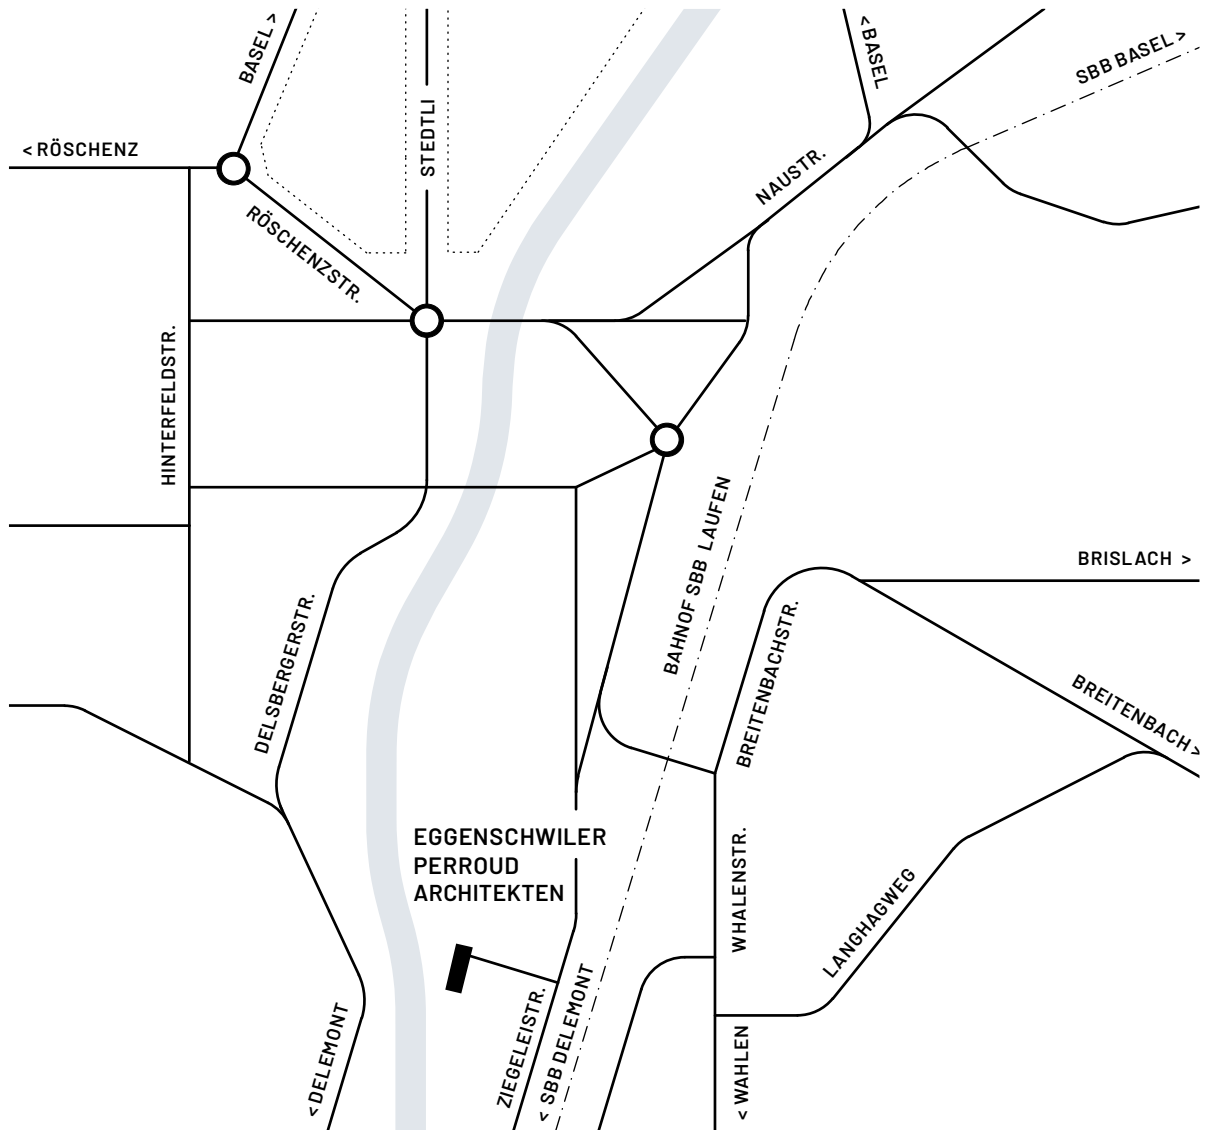 BASEL >
STEDTLI
< BASEL
SBB BASEL >
< RÖSCHENZ
NAUSTR.
RÖSCHENZSTR.
HINTERFELDSTR.
BAHNOF SBB LAUFEN
BRISLACH >
DELSBERGERSTR.
BREITENBACHSTR.
BREITENBACH >
EGGENSCHWILER
PERROUD
ARCHITEKTEN
WHALENSTR.
LANGHAGWEG
< DELEMONT
ZIEGELEISTR.
< SBB DELEMONT
< WAHLEN